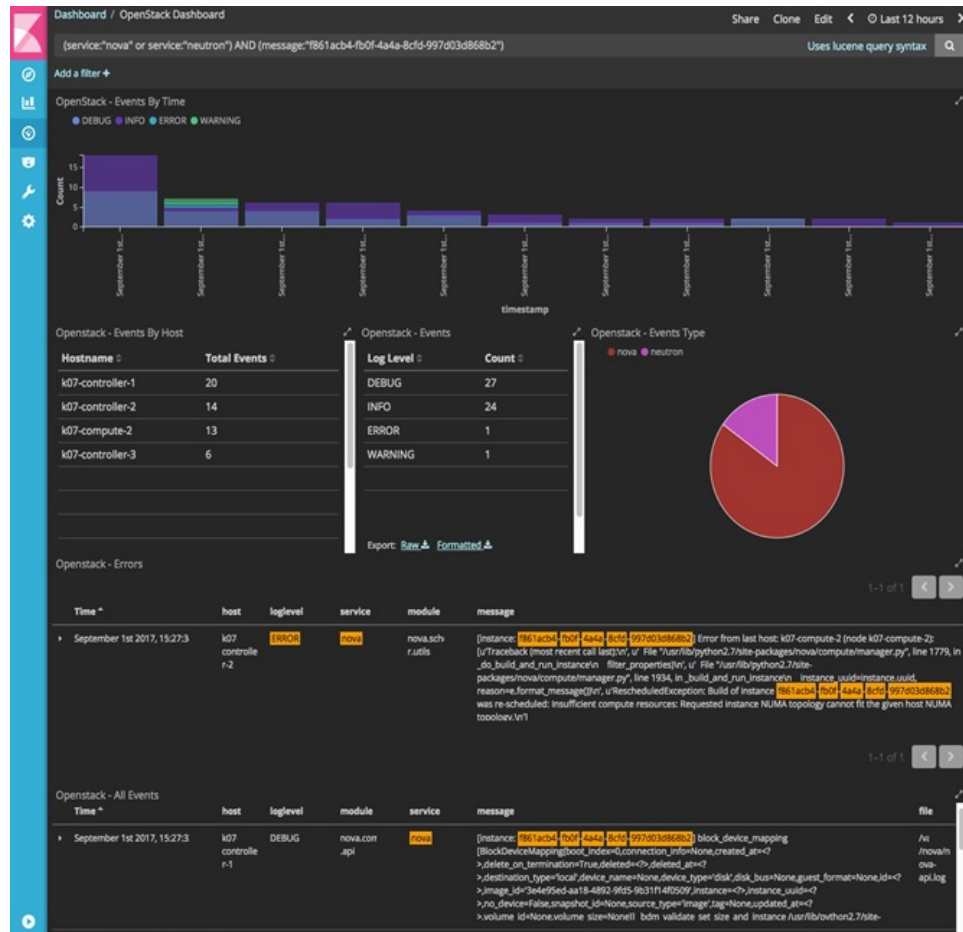 Dashboard / OpenStack Dashboard
Share Clone Edit Last 12 hours
(service:"nova" or service:"neutron") AND (message:"f861acb4-fb0f-4a4a-8cfd-997d03d868b2")
Uses lucene query syntax
Add a filter +
OpenStack - Events By Time
DEBUG INFO ERROR WARNING
15
10
5
0
Count
September 1st...
September 1st...
September 1st...
September 1st...
September 1st...
September 1st...
September 1st...
September 1st...
September 1st...
September 1st...
September 1st...
timestamp
Openstack - Events By Host
Hostname Total Events
k07-controller-1 20
k07-controller-2 14
k07-compute-2 13
k07-controller-3 6
Openstack - Events
Log Level Count
DEBUG 27
INFO 24
ERROR 1
WARNING 1
Export: Raw Formatted
Openstack - Events Type
nova neutron
Openstack - Errors
1–1 of 1
Time host loglevel service module message
September 1st 2017, 15:27:3 k07 ERROR nova nova.sch [instance: f861acb4-fb0f-4a4a-8cfd-997d03d868b2] Error from last host: k07-compute-2 (node k07-compute-2):
controlle r.utils [u'Traceback (most recent call last):\n', u' File "/usr/lib/python2.7/site-packages/nova/compute/manager.py", line 1779, in
r-2 _do_build_and_run_instance\n filter_properties)\n', u' File "/usr/lib/python2.7/site-
packages/nova/compute/manager.py", line 1934, in _build_and_run_instance\n instance_uuid=instance.uuid,
reason=e.format_message())\n', u'RescheduledException: Build of instance f861acb4-fb0f-4a4a-8cfd-997d03d868b2
was re-scheduled: Insufficient compute resources: Requested instance NUMA topology cannot fit the given host NUMA
topology.\n']
1–1 of 1
Openstack - All Events
Time host loglevel module service message file
September 1st 2017, 15:27:3 k07 DEBUG nova.com nova [instance: f861acb4-fb0f-4a4a-8cfd-997d03d868b2] block_device_mapping
controlle .api [BlockDeviceMapping(boot_index=0,connection_info=None,created_at=<? /nova/n
r-1 >,delete_on_termination=True,deleted=<?>,deleted_at=<? ova-
>,destination_type='local',device_name=None,device_type='disk',disk_bus=None,guest_format=None,id=<? api.log
>,image_id='3e4e95ed-aa18-4892-9fd5-9b31f14f0509',instance=<?>,instance_uuid=<?
>,no_device=False,snapshot_id=None,source_type='image',tag=None,updated_at=<?
>,volume_id=None,volume_size=None)] _bdm_validate_set_size_and_instance /usr/lib/python2.7/site-